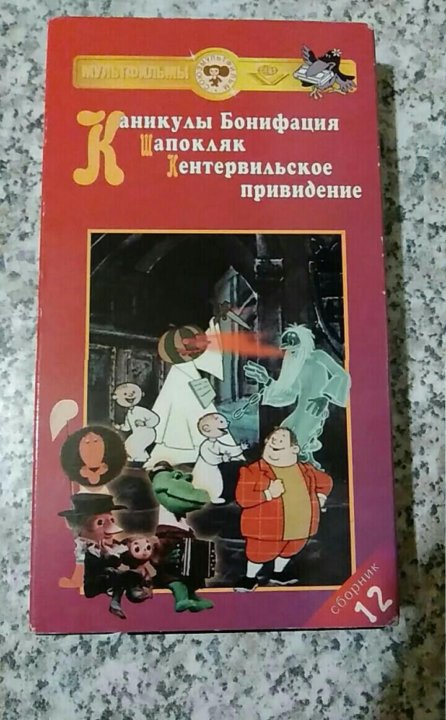 МУЛЬТФИЛЬМЫ
Каникулы Бонифация
Шапокляк
Кентервильское
привидение
сборник
12